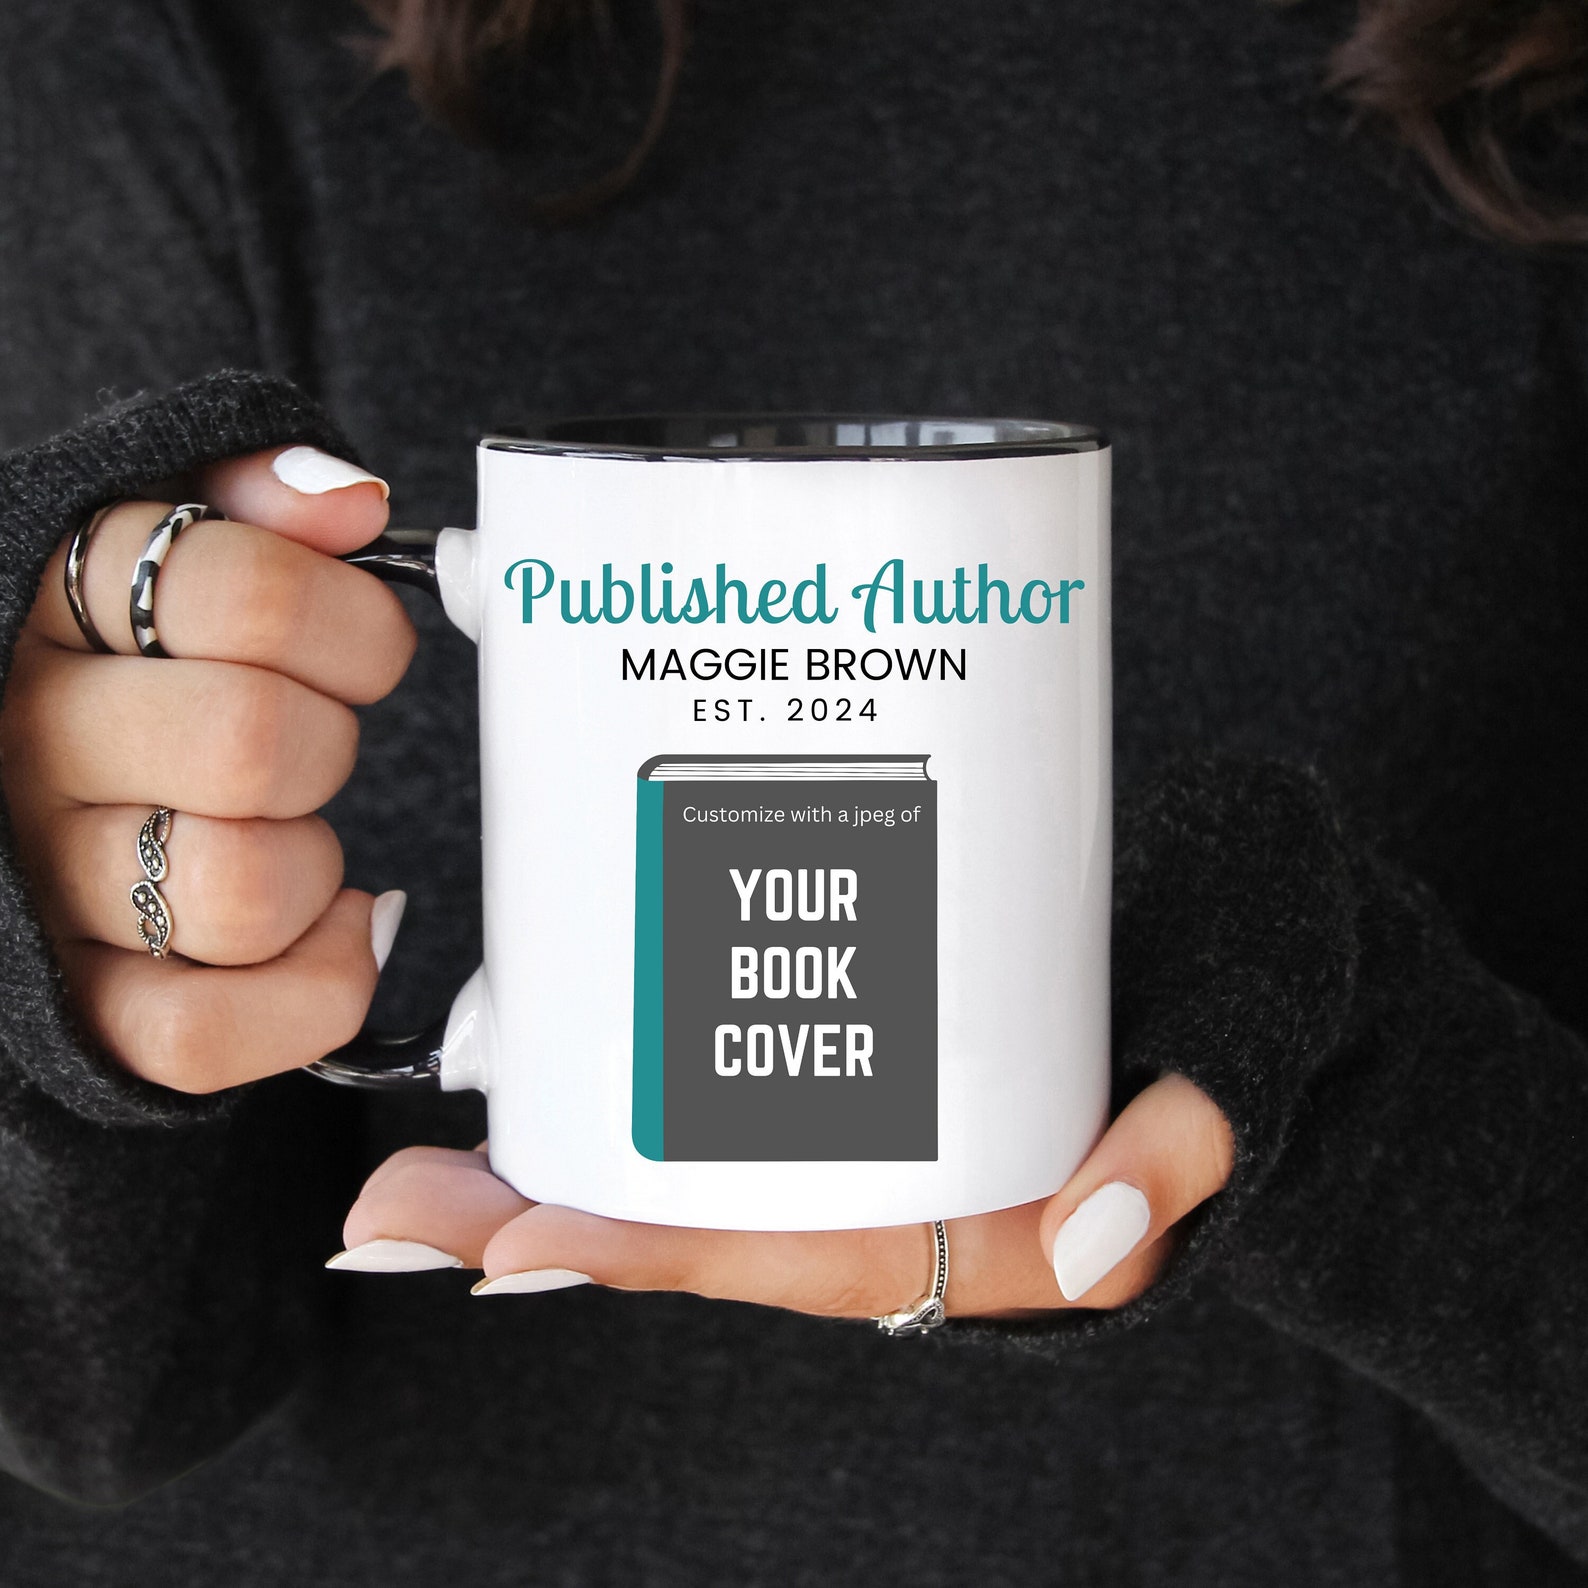 Published Author
MAGGIE BROWN
EST. 2024
Customize with a jpeg of
YOUR
BOOK
COVER